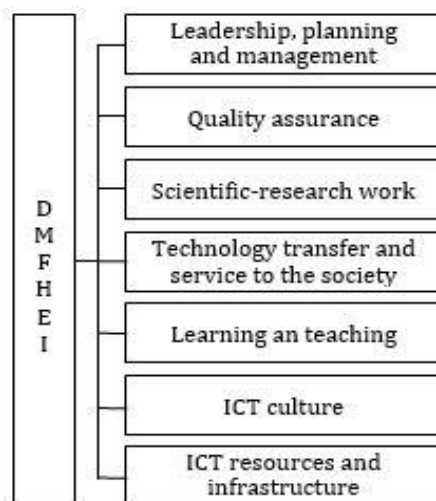 DMFHEI
Leadership, planning
and management
Quality assurance
Scientific-research work
Technology transfer and
service to the society
Learning an teaching
ICT culture
ICT resources and
infrastructure